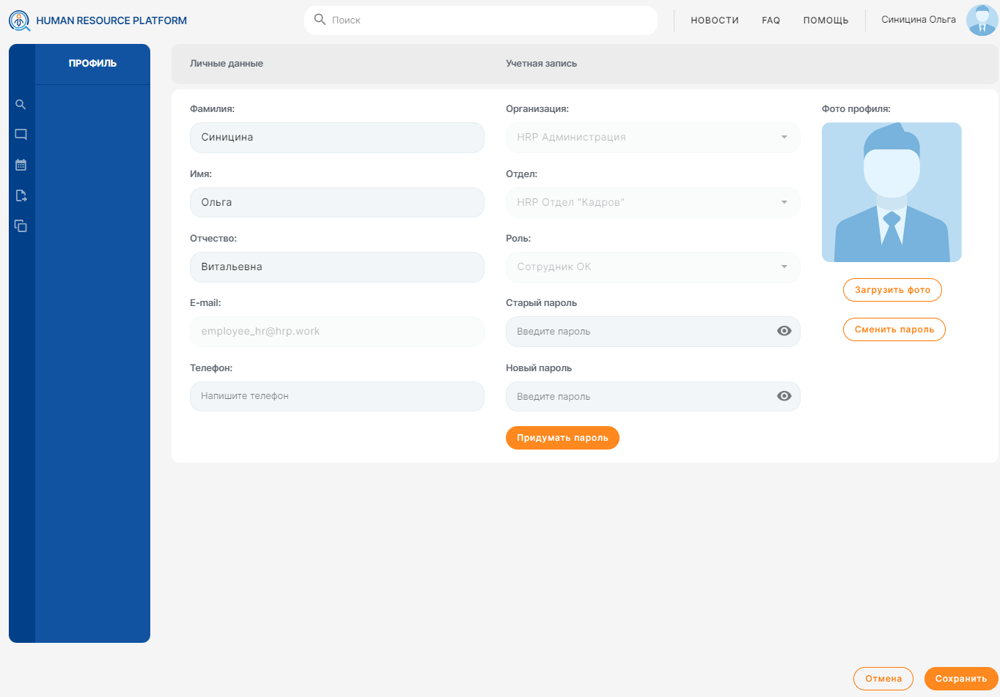 HUMAN RESOURCE PLATFORM
Поиск
НОВОСТИ
FAQ
ПОМОЩЬ
Синицина Ольга
ПРОФИЛЬ
Личные данные
Учетная запись
Фамилия:
Синицина
Имя:
Ольга
Отчество:
Витальевна
E-mail:
employee_hr@hrp.work
Телефон:
Напишите телефон
Организация:
HRP Администрация
Отдел:
HRP Отдел "Кадров"
Роль:
Сотрудник ОК
Старый пароль
Введите пароль
Новый пароль
Введите пароль
Придумать пароль
Фото профиля:
Загрузить фото
Сменить пароль
Отмена
Сохранить